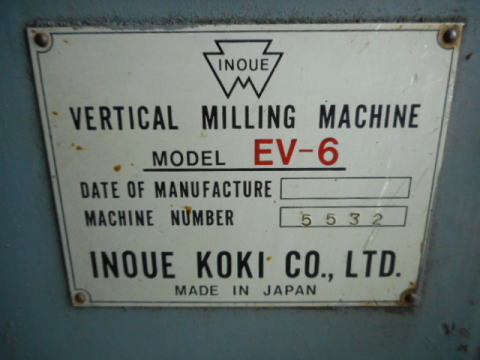 INOUE
VERTICAL MILLING MACHINE
MODEL EV-6
DATE OF MANUFACTURE
MACHINE NUMBER 5532
INOUE KOKI CO., LTD.
MADE IN JAPAN